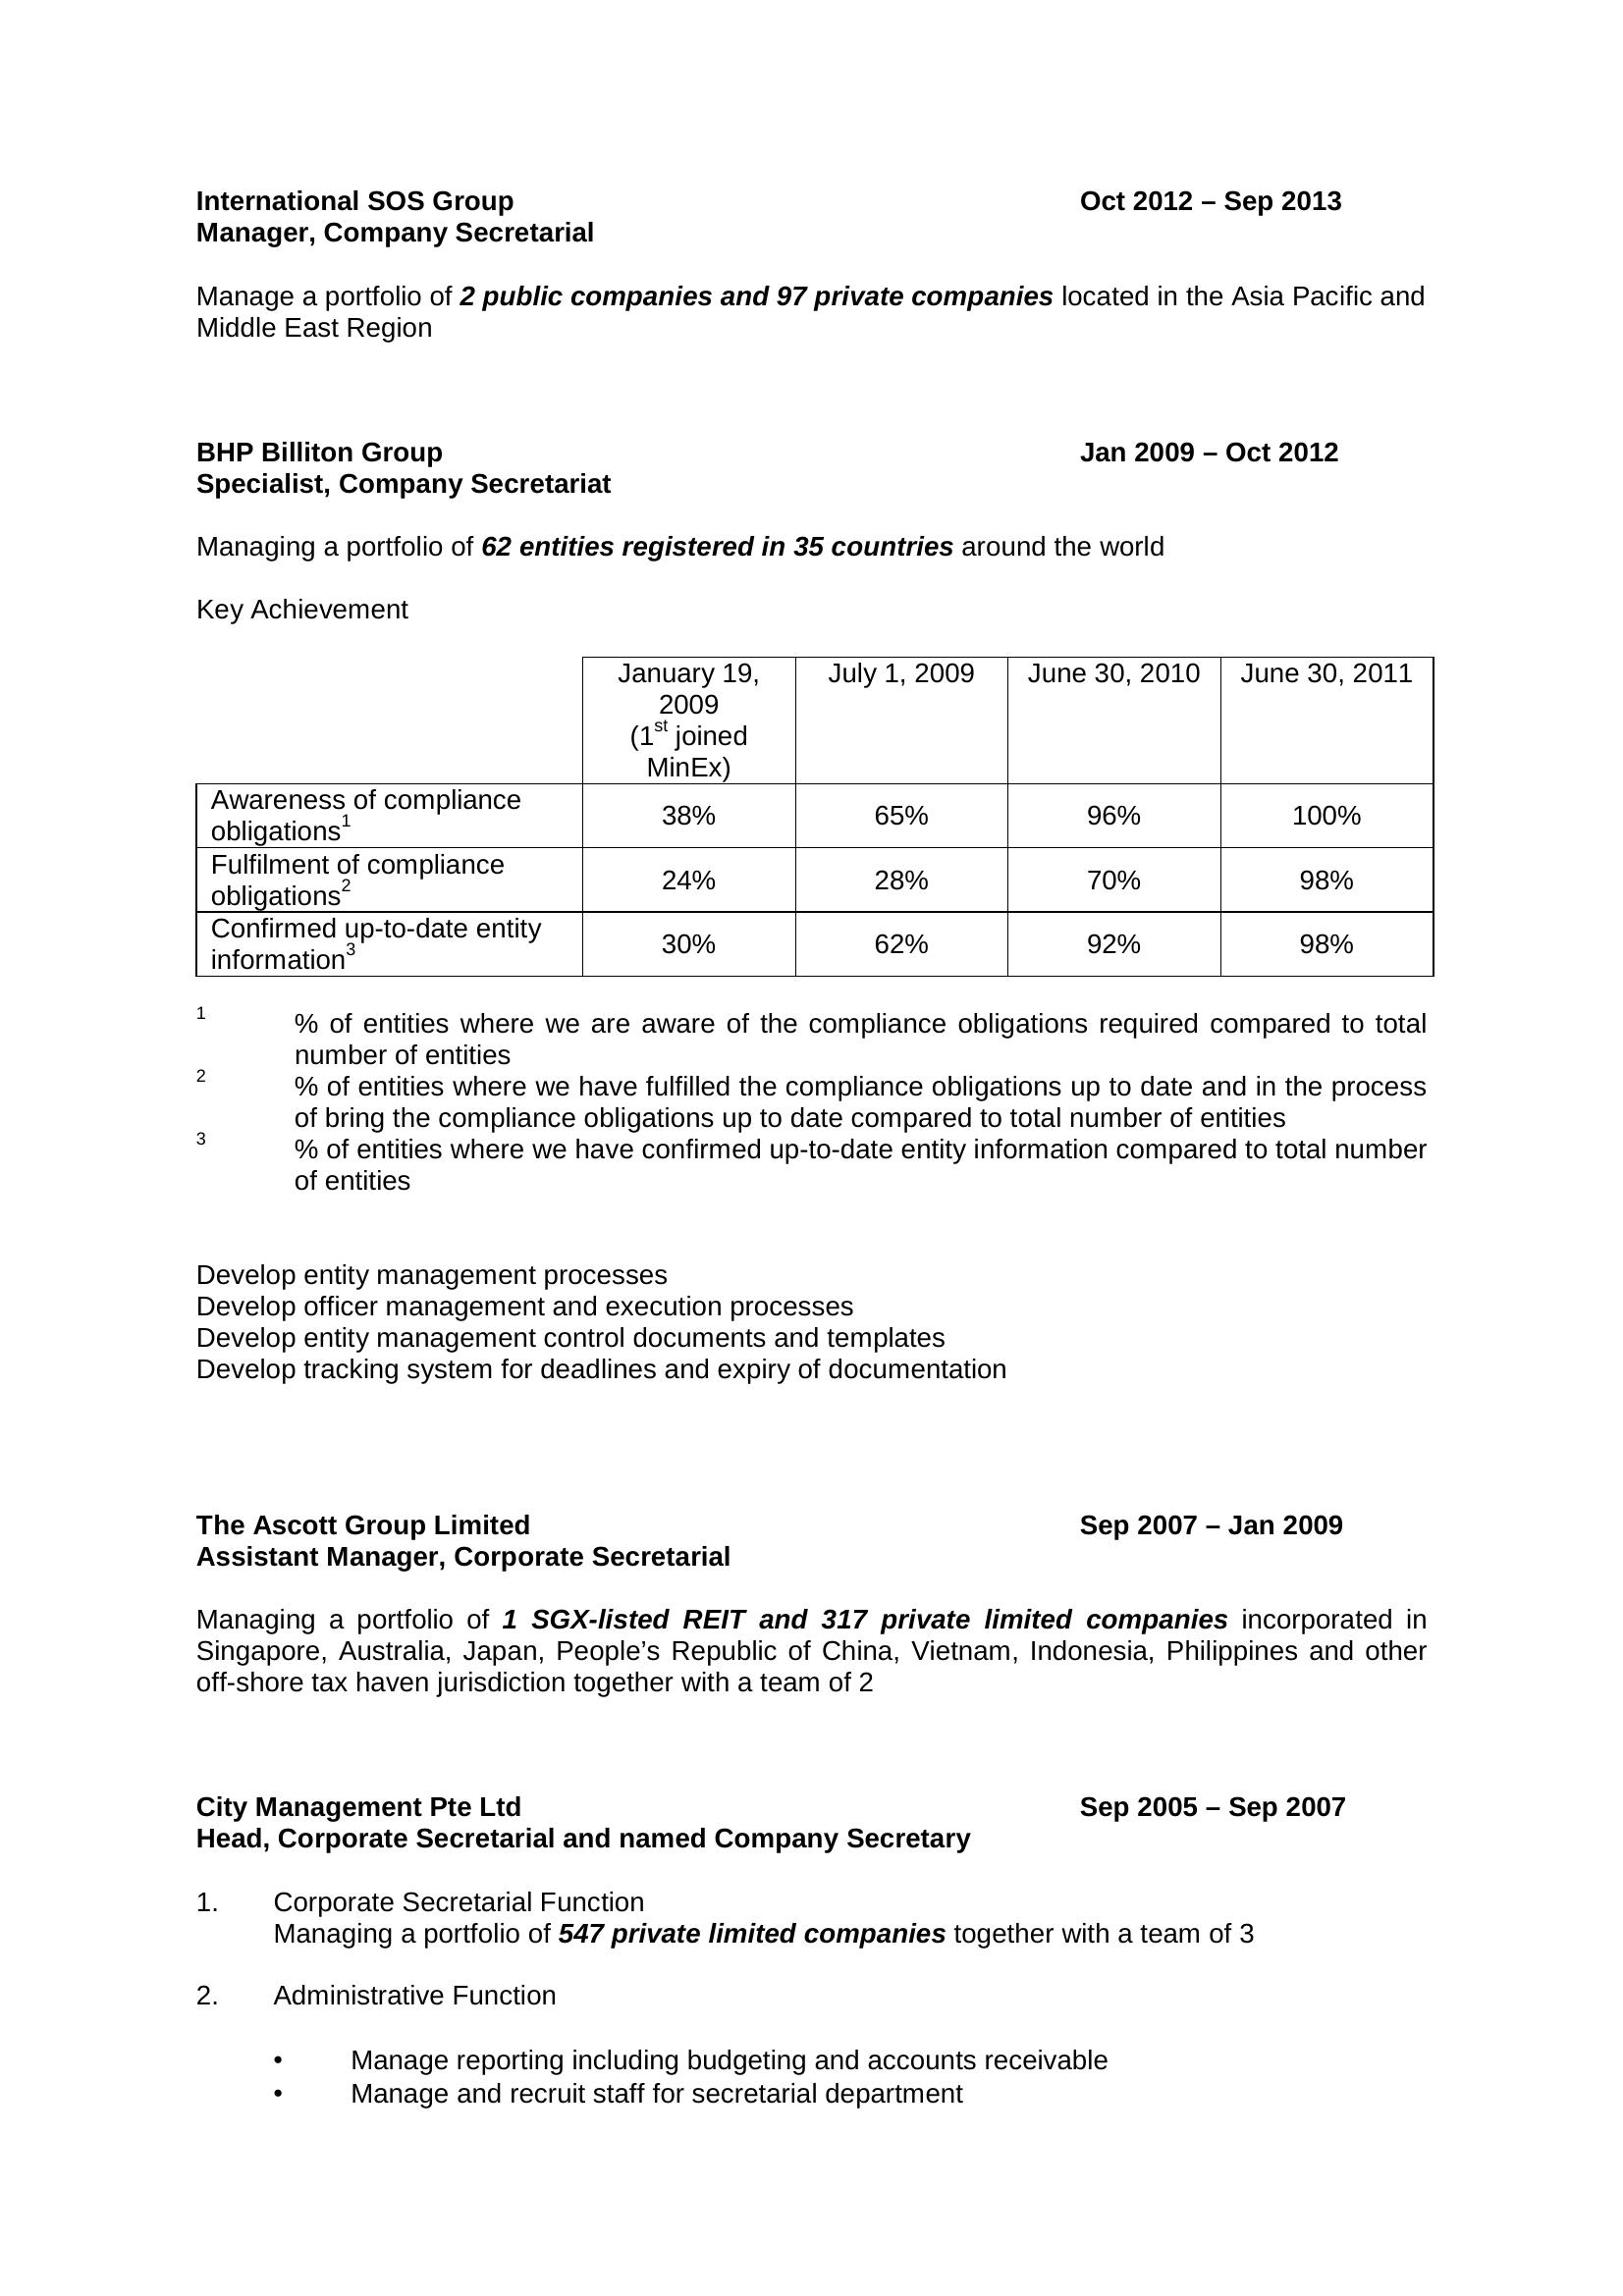 International SOS Group Oct 2012 – Sep 2013
Manager, Company Secretarial
Manage a portfolio of 2 public companies and 97 private companies located in the Asia Pacific and
Middle East Region
BHP Billiton Group Jan 2009 – Oct 2012
Specialist, Company Secretariat
Managing a portfolio of 62 entities registered in 35 countries around the world
Key Achievement
January 19, 2009 (1st joined MinEx) July 1, 2009 June 30, 2010 June 30, 2011
Awareness of compliance obligations1 38% 65% 96% 100%
Fulfilment of compliance obligations2 24% 28% 70% 98%
Confirmed up-to-date entity information3 30% 62% 92% 98%
1 % of entities where we are aware of the compliance obligations required compared to total
number of entities
2 % of entities where we have fulfilled the compliance obligations up to date and in the process
of bring the compliance obligations up to date compared to total number of entities
3 % of entities where we have confirmed up-to-date entity information compared to total number
of entities
Develop entity management processes
Develop officer management and execution processes
Develop entity management control documents and templates
Develop tracking system for deadlines and expiry of documentation
The Ascott Group Limited Sep 2007 – Jan 2009
Assistant Manager, Corporate Secretarial
Managing a portfolio of 1 SGX-listed REIT and 317 private limited companies incorporated in
Singapore, Australia, Japan, People’s Republic of China, Vietnam, Indonesia, Philippines and other
off-shore tax haven jurisdiction together with a team of 2
City Management Pte Ltd Sep 2005 – Sep 2007
Head, Corporate Secretarial and named Company Secretary
1. Corporate Secretarial Function
Managing a portfolio of 547 private limited companies together with a team of 3
2. Administrative Function
• Manage reporting including budgeting and accounts receivable
• Manage and recruit staff for secretarial department